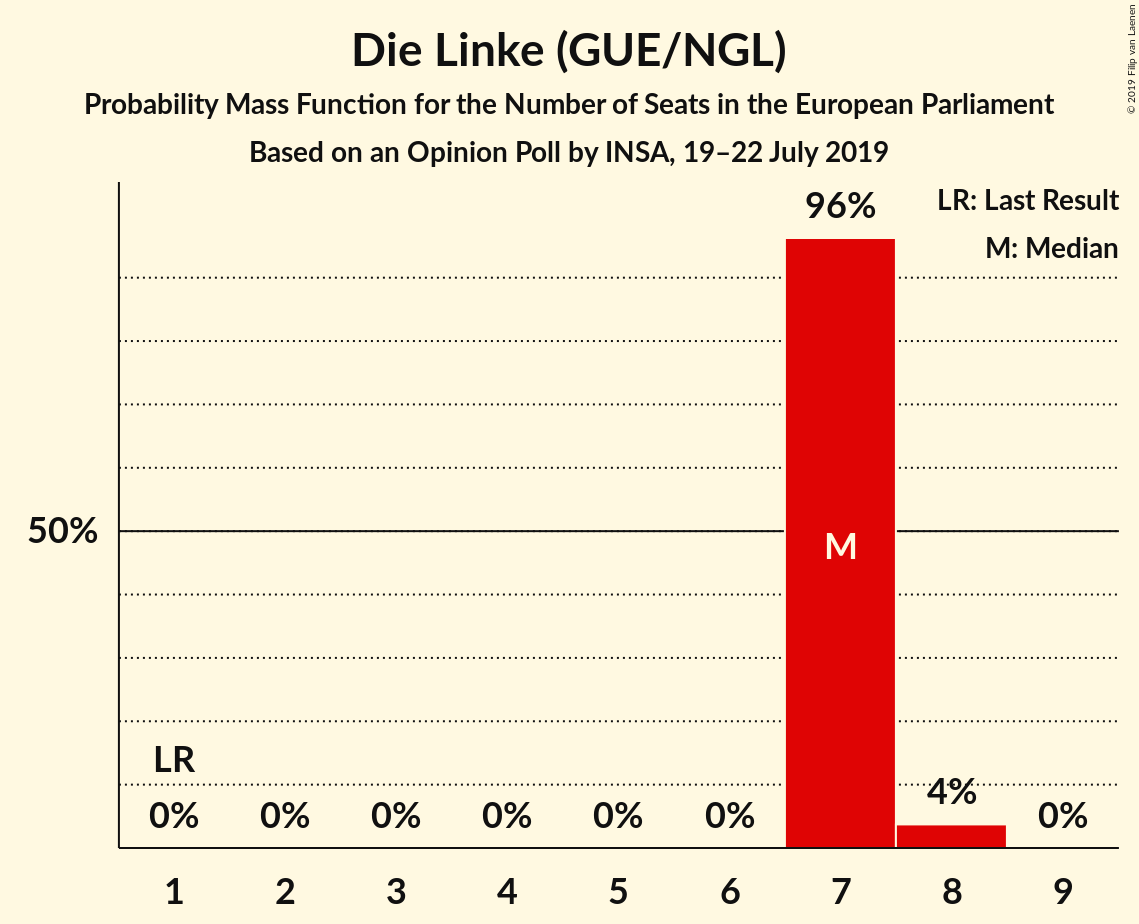 Die Linke (GUE/NGL)
Probability Mass Function for the Number of Seats in the European Parliament
Based on an Opinion Poll by INSA, 19–22 July 2019
© 2019 Filip van Laenen
LR: Last Result
M: Median
96%
50%
M
LR
4%
0% 0% 0% 0% 0% 0% 0%
1 2 3 4 5 6 7 8 9